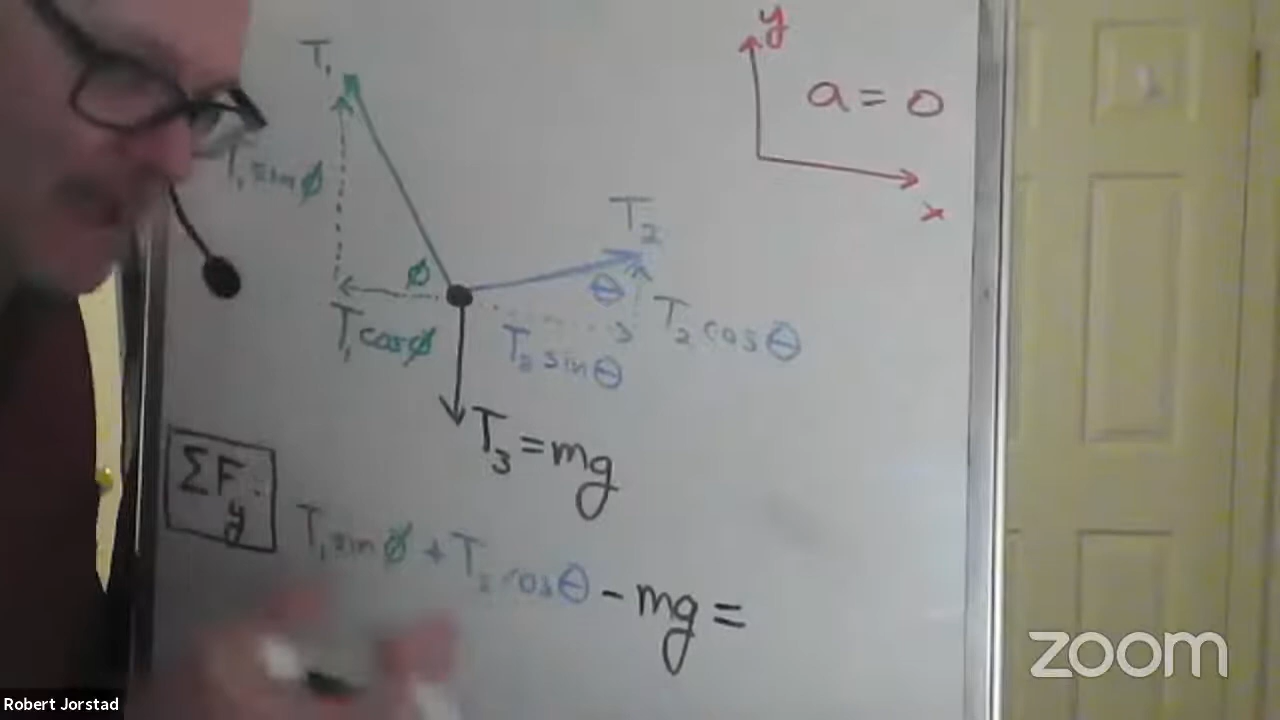 y
a = 0
x
T₁
T₁ sin ø
ø
T₁ cos ø
T₂
θ
T₂ cos θ
T₂ sin θ
T₃ = mg
ΣFy:
T₁ sin ø + T₂ cos θ - mg =
zoom
Robert Jorstad